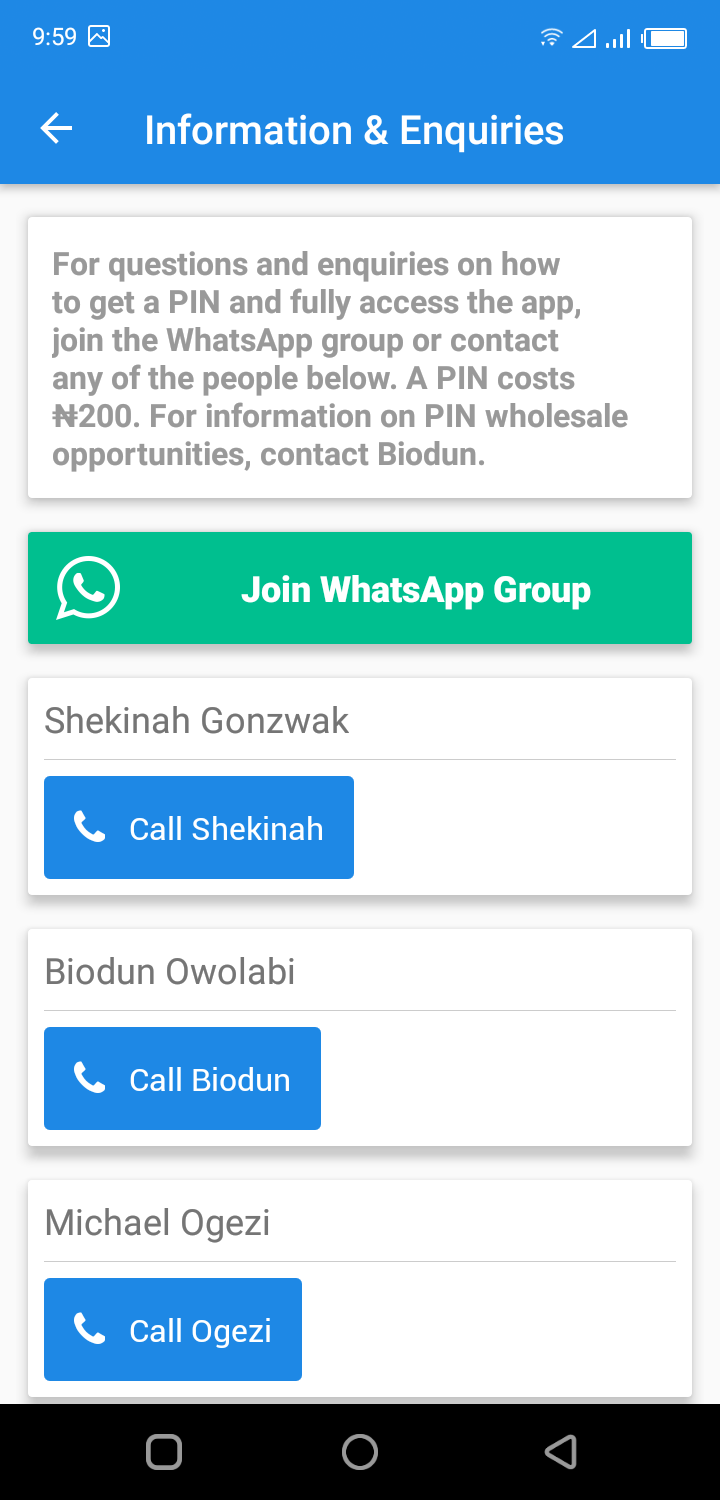 9:59
Information & Enquiries
For questions and enquiries on how
to get a PIN and fully access the app,
join the WhatsApp group or contact
any of the people below. A PIN costs
₦200. For information on PIN wholesale
opportunities, contact Biodun.
Join WhatsApp Group
Shekinah Gonzwak
Call Shekinah
Biodun Owolabi
Call Biodun
Michael Ogezi
Call Ogezi